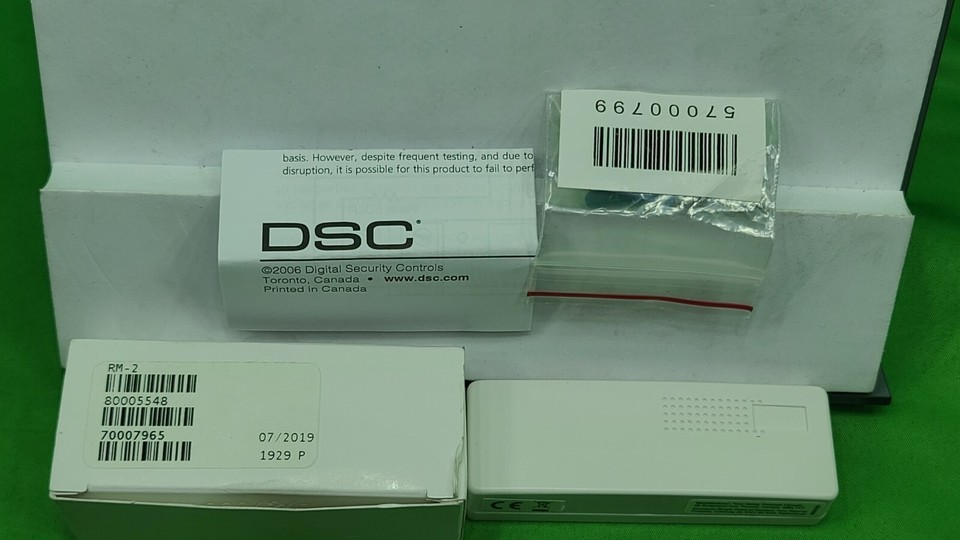 57000799
basis. However, despite frequent testing, and due to
disruption, it is possible for this product to fail to perf
DSC
©2006 Digital Security Controls
Toronto, Canada • www.dsc.com
Printed in Canada
RM-2
80005548
70007965
07/2019
1929 P
CE